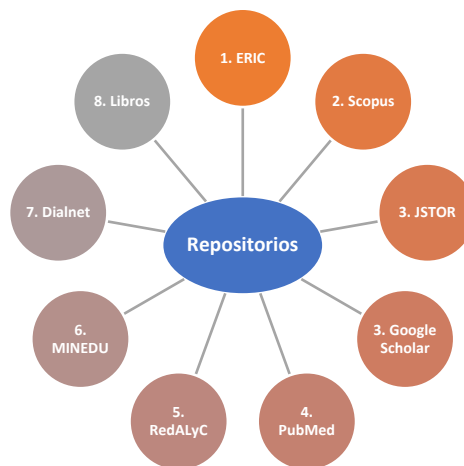 1. ERIC
2. Scopus
3. JSTOR
3. Google
Scholar
4.
PubMed
5.
RedALyC
6.
MINEDU
7. Dialnet
8. Libros
Repositorios